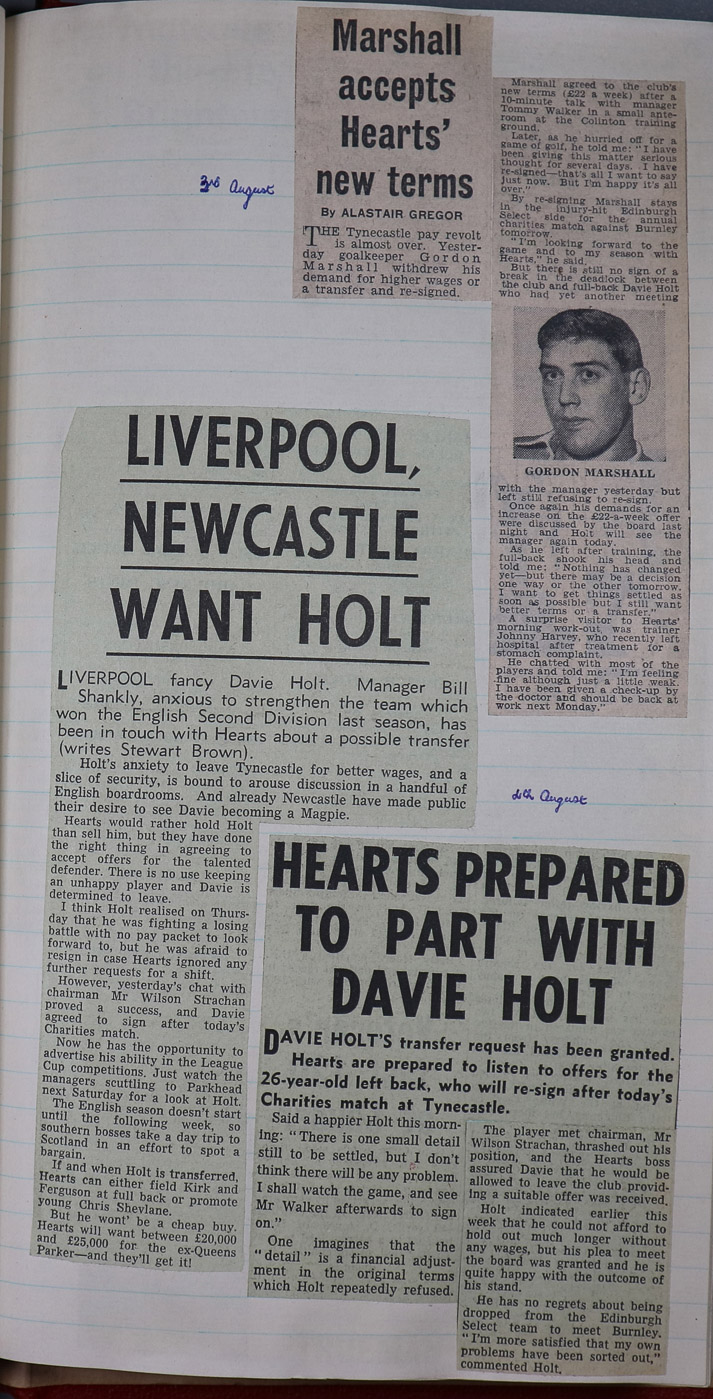 3rd August
Marshall
accepts
Hearts'
new terms
By ALASTAIR GREGOR
THE Tynecastle pay revolt
is almost over. Yester-
day goalkeeper Gordon
Marshall withdrew his
demand for higher wages or
a transfer and re-signed.
Marshall agreed to the club's
new terms (£22 a week) after a
10-minute talk with manager
Tommy Walker in a small ante-
room at the Colinton training
ground.
Later, as he hurried off for a
game of golf, he told me: "I have
been giving this matter serious
thought for several days. I have
re-signed—that's all I want to say
just now. But I'm happy it's all
over."
By re-signing Marshall stays
in the injury-hit Edinburgh
Select side for the annual
charities match against Burnley
tomorrow.
"I'm looking forward to the
game and to my season with
Hearts," he said.
But there is still no sign of a
break in the deadlock between
the club and full-back Davie Holt
who had yet another meeting
GORDON MARSHALL
with the manager yesterday but
left still refusing to re-sign.
Once again his demands for an
increase on the £22-a-week offer
were discussed by the board last
night and Holt will see the
manager again today.
As he left after training, the
full-back shook his head and
told me: "Nothing has changed
yet—but there may be a decision
one way or the other tomorrow.
I want to get things settled as
soon as possible but I still want
better terms or a transfer."
A surprise visitor to Hearts'
morning work-out was trainer
Johnny Harvey, who recently left
hospital after treatment for a
stomach complaint.
He chatted with most of the
players and told me: "I'm feeling
fine although just a little weak.
I have been given a check-up by
the doctor and should be back at
work next Monday."
LIVERPOOL,
NEWCASTLE
WANT HOLT
LIVERPOOL fancy Davie Holt. Manager Bill
Shankly, anxious to strengthen the team which
won the English Second Division last season, has
been in touch with Hearts about a possible transfer
(writes Stewart Brown).
Holt's anxiety to leave Tynecastle for better wages, and a
slice of security, is bound to arouse discussion in a handful of
English boardrooms. And already Newcastle have made public
their desire to see Davie becoming a Magpie.
Hearts would rather hold Holt
than sell him, but they have done
the right thing in agreeing to
accept offers for the talented
defender. There is no use keeping
an unhappy player and Davie is
determined to leave.
I think Holt realised on Thurs-
day that he was fighting a losing
battle with no pay packet to look
forward to, but he was afraid to
resign in case Hearts ignored any
further requests for a shift.
However, yesterday's chat with
chairman Mr Wilson Strachan
proved a success, and Davie
agreed to sign after today's
Charities match.
Now he has the opportunity to
advertise his ability in the League
Cup competitions. Just watch the
managers scuttling to Parkhead
next Saturday for a look at Holt.
The English season doesn't start
until the following week, so
southern bosses take a day trip to
Scotland in an effort to spot a
bargain.
If and when Holt is transferred,
Hearts can either field Kirk and
Ferguson at full back or promote
young Chris Shevlane.
But he won't be a cheap buy.
Hearts will want between £20,000
and £25,000 for the ex-Queens
Parker—and they'll get it!
4th August
HEARTS PREPARED
TO PART WITH
DAVIE HOLT
DAVIE HOLT'S transfer request has been granted.
Hearts are prepared to listen to offers for the
26-year-old left back, who will re-sign after today's
Charities match at Tynecastle.
Said a happier Holt this morn-
ing: "There is one small detail
still to be settled, but I don't
think there will be any problem.
I shall watch the game, and see
Mr Walker afterwards to sign
on."
One imagines that the
"detail" is a financial adjust-
ment in the original terms
which Holt repeatedly refused.
The player met chairman, Mr
Wilson Strachan, thrashed out his
position, and the Hearts boss
assured Davie that he would be
allowed to leave the club provid-
ing a suitable offer was received.
Holt indicated earlier this
week that he could not afford to
hold out much longer without
any wages, but his plea to meet
the board was granted and he is
quite happy with the outcome of
his stand.
He has no regrets about being
dropped from the Edinburgh
Select team to meet Burnley.
"I'm more satisfied that my own
problems have been sorted out,"
commented Holt.